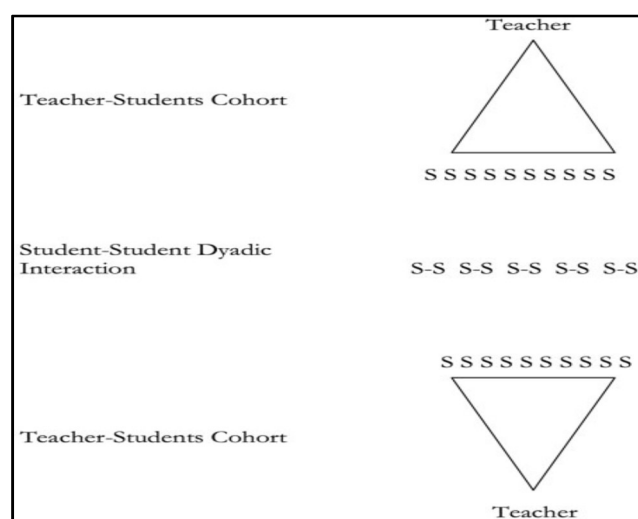 Teacher
Teacher-Students Cohort
S S S S S S S S S S
Student-Student Dyadic
Interaction
S-S S-S S-S S-S S-S
S S S S S S S S S S
Teacher-Students Cohort
Teacher